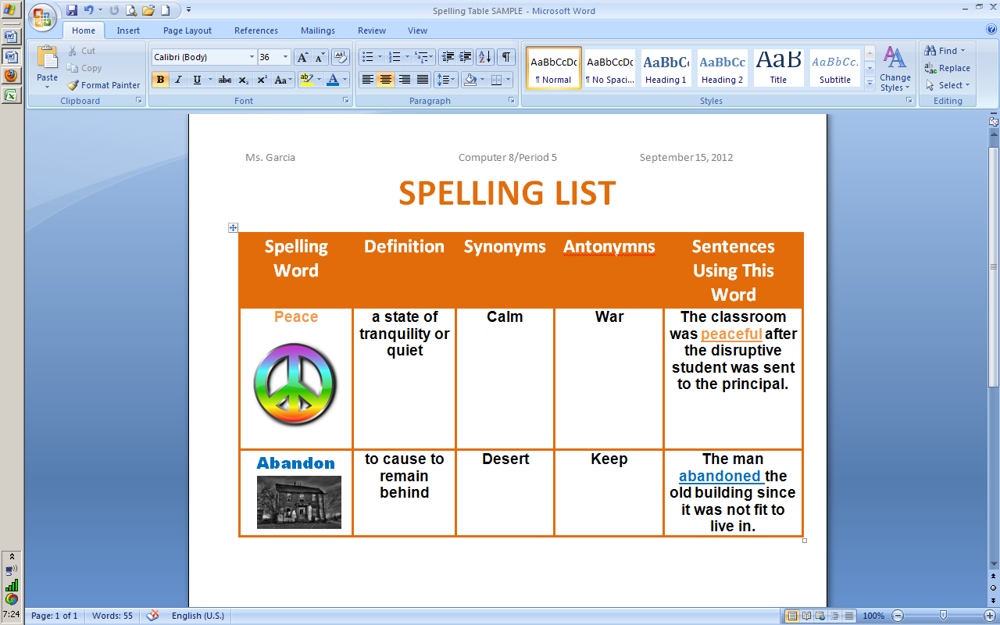 Spelling Table SAMPLE - Microsoft Word
Home Insert Page Layout References Mailings Review View
Paste
Cut
Copy
Format Painter
Clipboard
Calibri (Body) 36
B I U abc X₂ X² Aa ab A
Font
Paragraph
AaBbCcDc AaBbCcDc AaBbC AaBbCc AaB AaBbCc.
¶ Normal ¶ No Spaci... Heading 1 Heading 2 Title Subtitle
Change Styles
Styles
Find
Replace
Select
Editing
Ms. Garcia Computer 8/Period 5 September 15, 2012
SPELLING LIST
Spelling Word
Definition
Synonyms
Antonymns
Sentences Using This Word
Peace
a state of
tranquility or
quiet
Calm
War
The classroom
was peaceful after
the disruptive
student was sent
to the principal.
Abandon
to cause to
remain
behind
Desert
Keep
The man
abandoned the
old building since
it was not fit to
live in.
7:24
Page: 1 of 1 Words: 55 English (U.S.) 100%